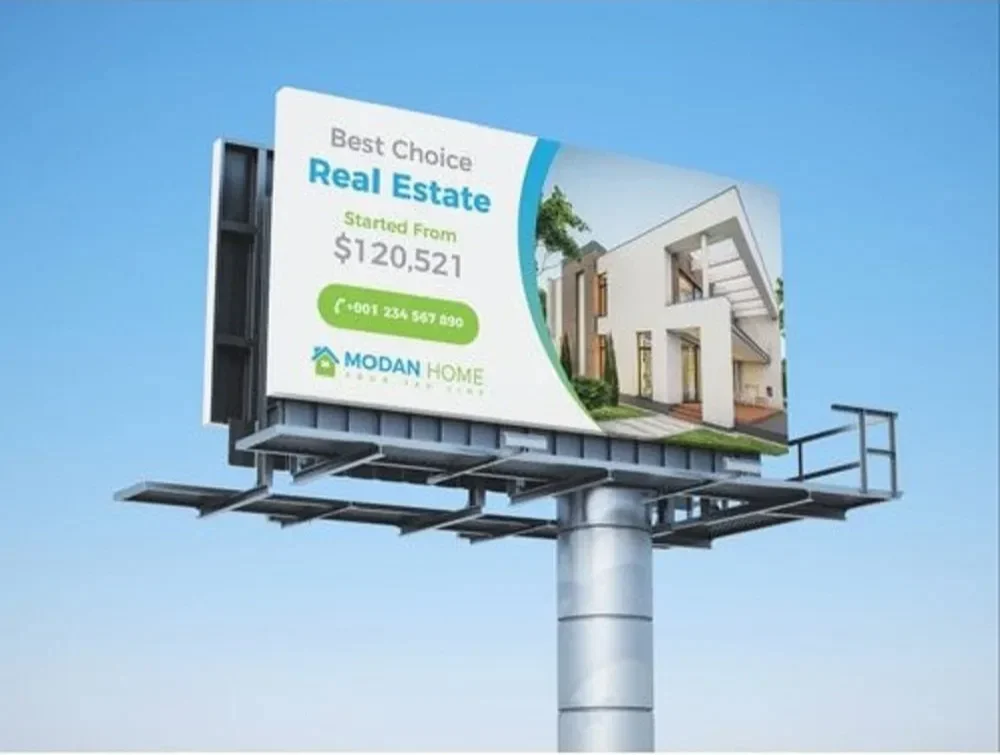 Best Choice
Real Estate
Started From
$120,521
+001 234 567 890
MODAN HOME